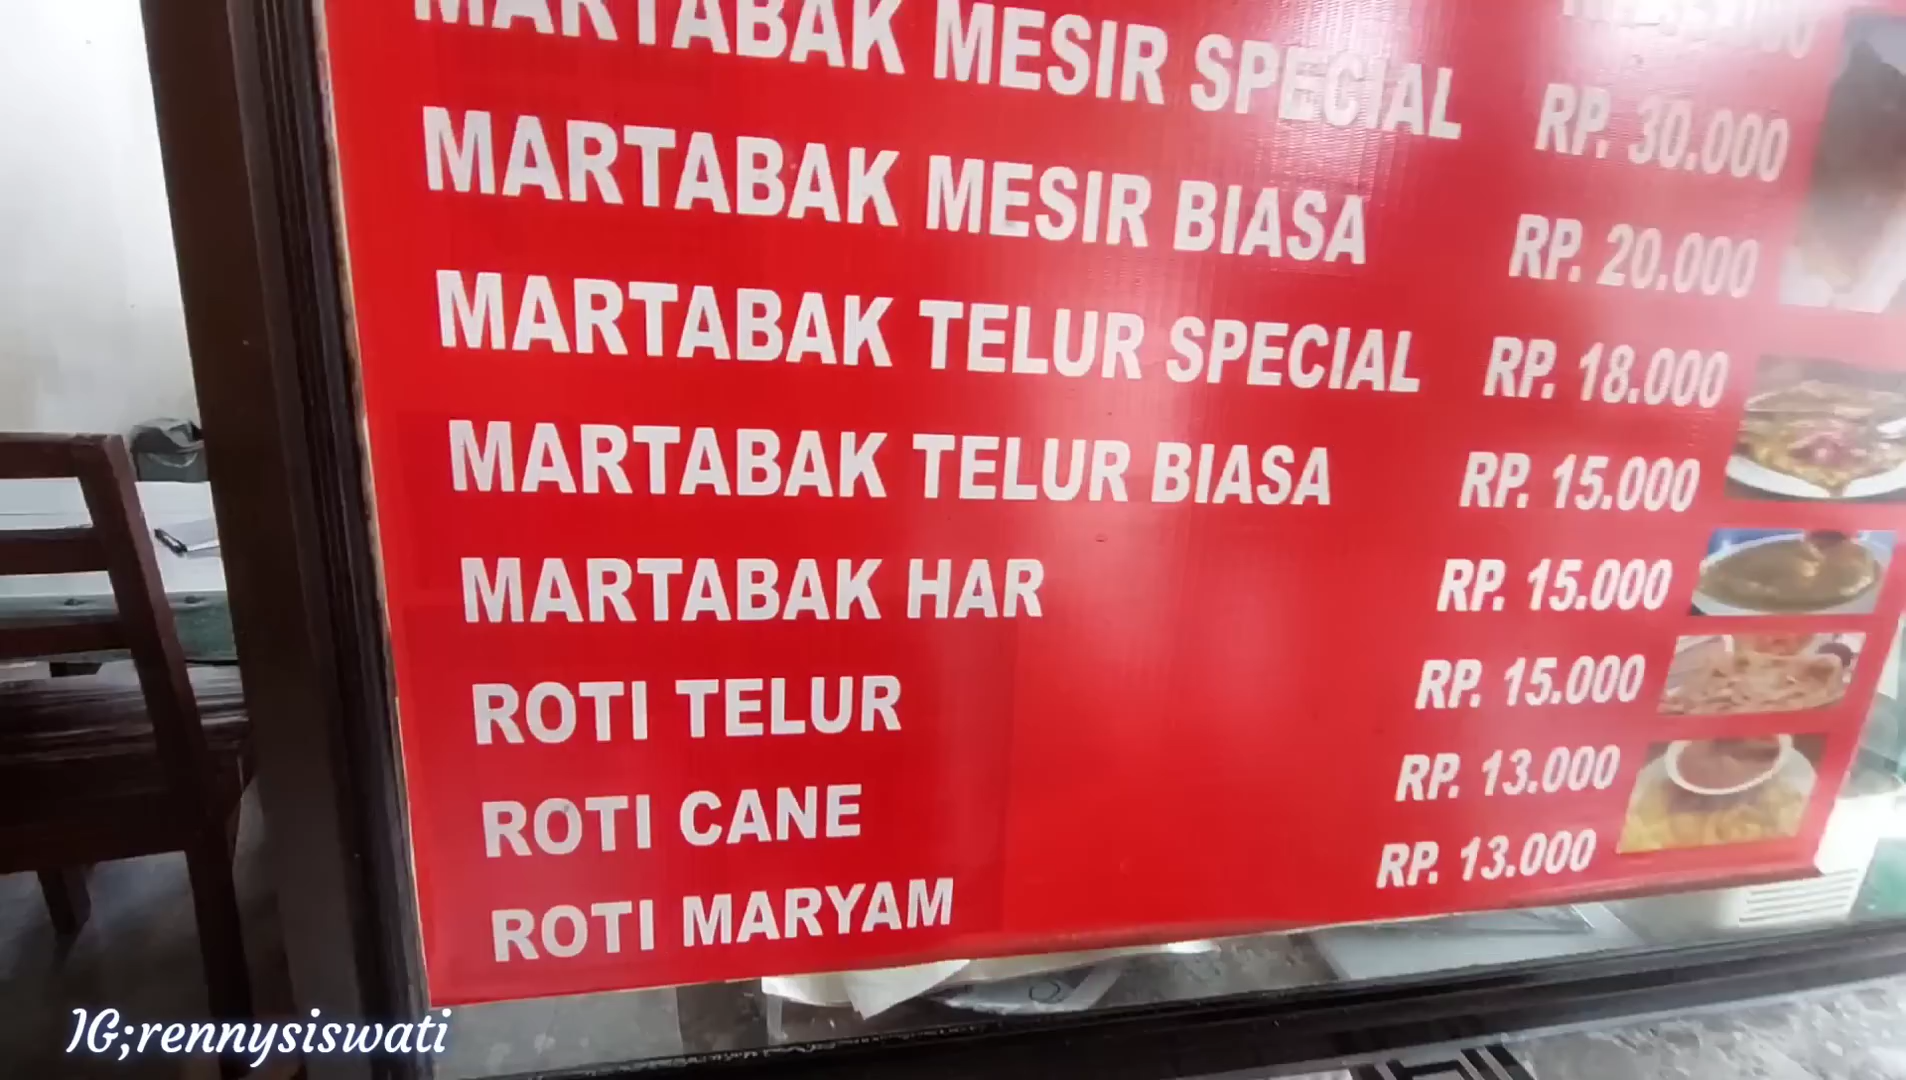 MARTABAK MESIR SPECIAL RP. 30.000
MARTABAK MESIR BIASA RP. 20.000
MARTABAK TELUR SPECIAL RP. 18.000
MARTABAK TELUR BIASA RP. 15.000
MARTABAK HAR RP. 15.000
ROTI TELUR RP. 15.000
ROTI CANE RP. 13.000
ROTI MARYAM RP. 13.000
IG;rennysiswati